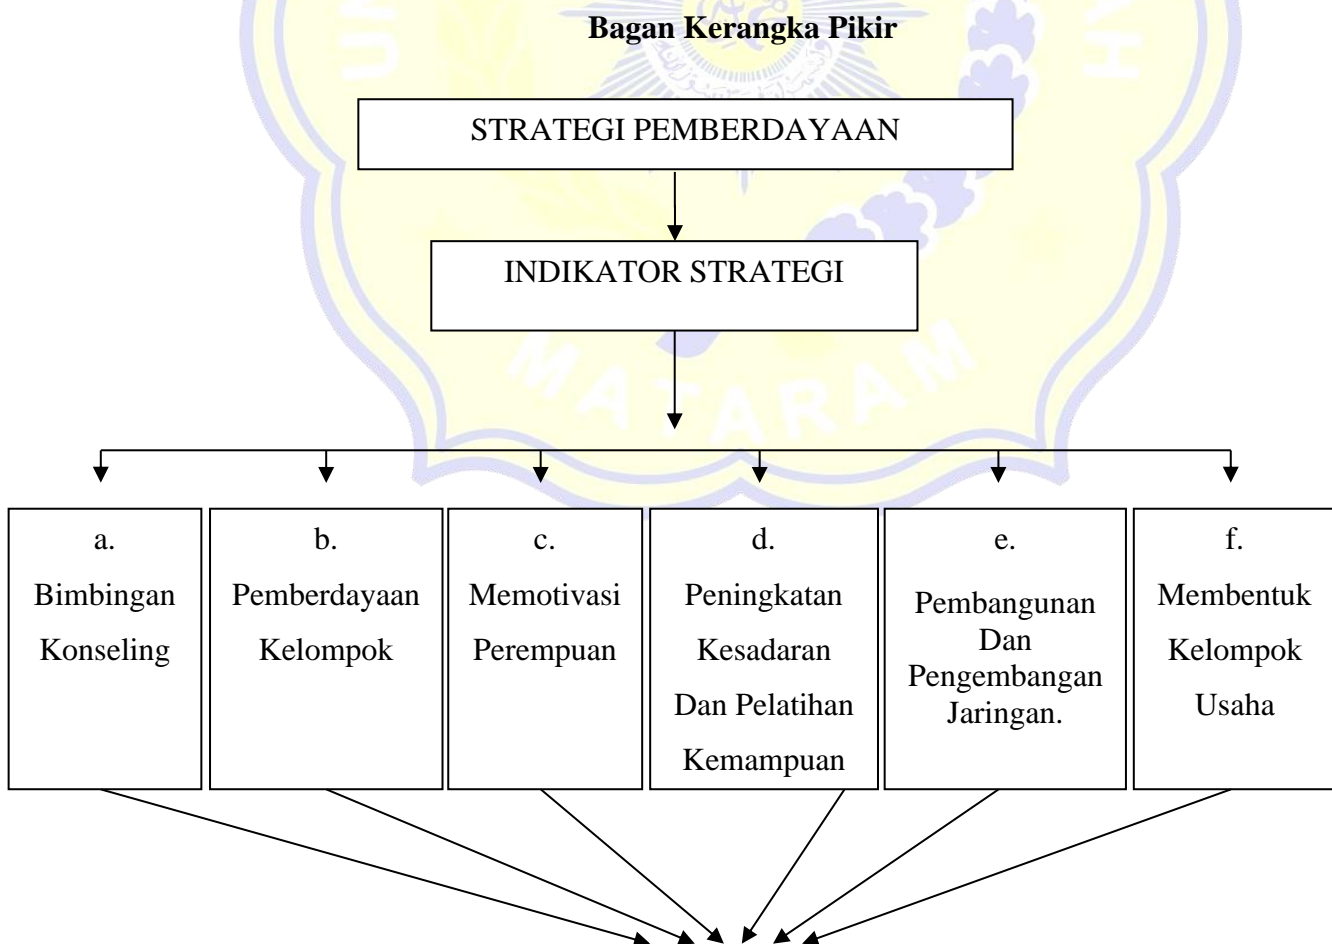 Bagan Kerangka Pikir
STRATEGI PEMBERDAYAAN
INDIKATOR STRATEGI
a.
Bimbingan
Konseling
b.
Pemberdayaan
Kelompok
c.
Memotivasi
Perempuan
d.
Peningkatan
Kesadaran
Dan Pelatihan
Kemampuan
e.
Pembangunan
Dan
Pengembangan
Jaringan.
f.
Membentuk
Kelompok
Usaha
MATARAM